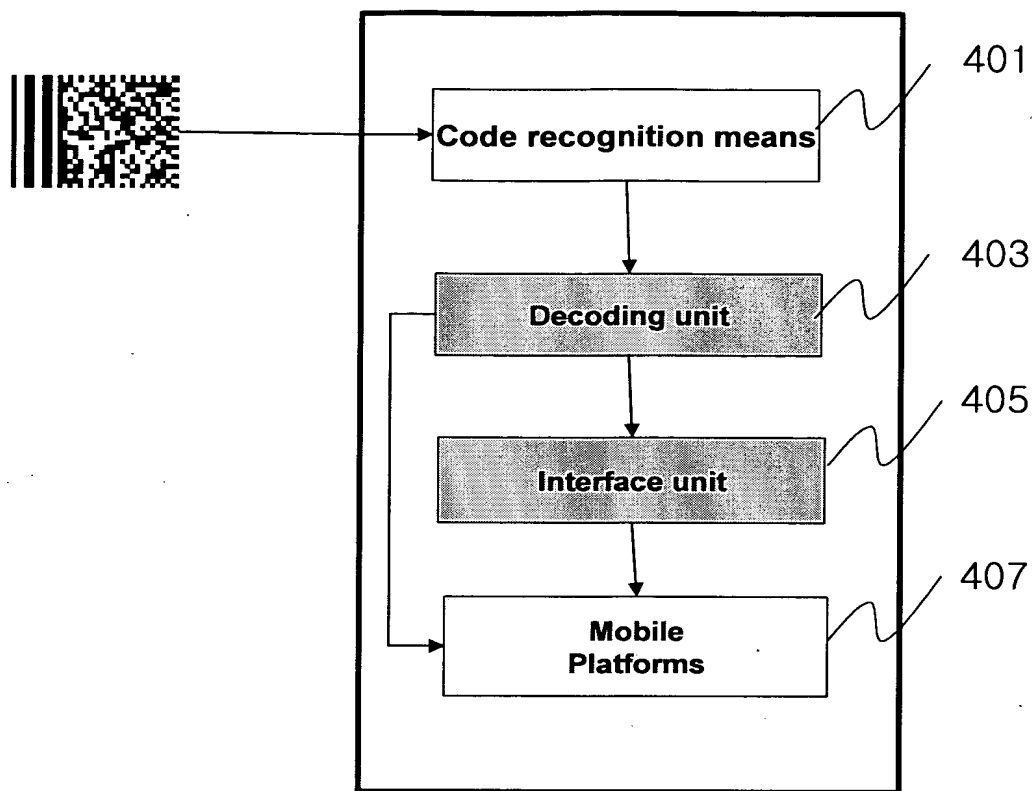 401
Code recognition means
403
Decoding unit
405
Interface unit
407
Mobile
Platforms